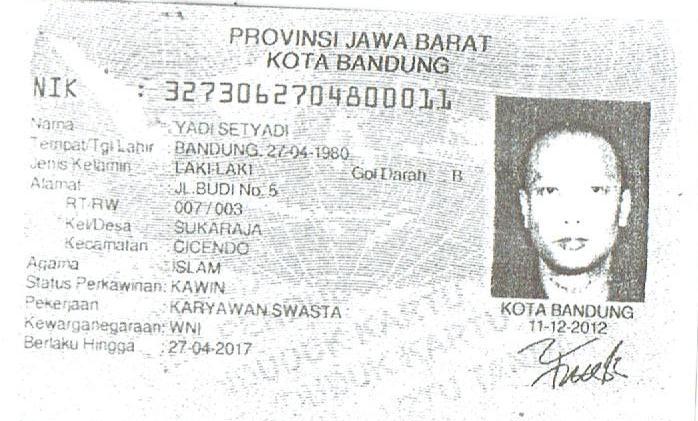 PROVINSI JAWA BARAT
KOTA BANDUNG
NIK : 3273062704800011
Nama : YADI SETYADI
Tempat/Tgl Lahir : BANDUNG, 27-04-1980
Jenis Kelamin : LAKI-LAKI Gol Darah B
Alamat : JL.BUDI No. 5
RT-RW : 007 / 003
Kel/Desa : SUKARAJA
Kecamatan : CICENDO
Agama : ISLAM
Status Perkawinan: KAWIN
Pekerjaan : KARYAWAN SWASTA
Kewarganegaraan: WNI
Berlaku Hingga : 27-04-2017
KOTA BANDUNG
11-12-2012